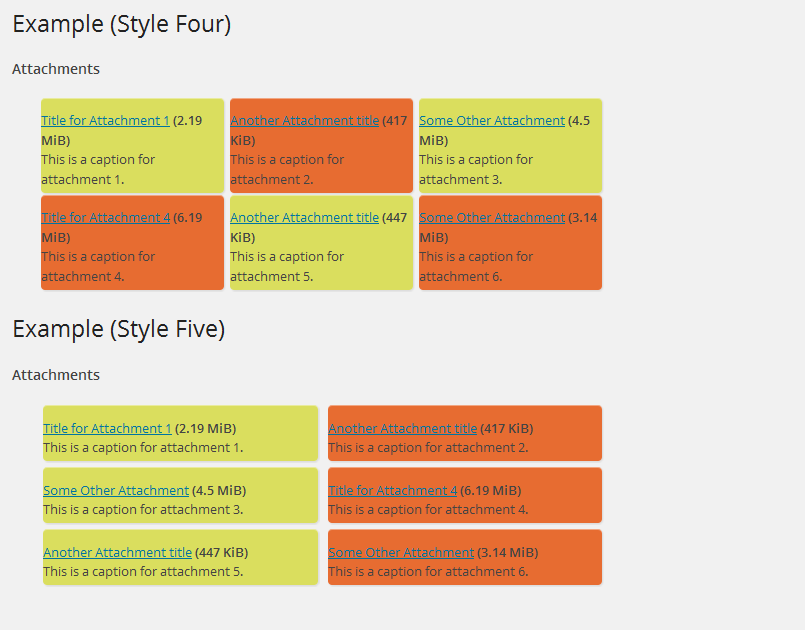 Example (Style Four)
Attachments
Title for Attachment 1 (2.19
MiB)
This is a caption for
attachment 1.
Another Attachment title (417
KiB)
This is a caption for
attachment 2.
Some Other Attachment (4.5
MiB)
This is a caption for
attachment 3.
Title for Attachment 4 (6.19
MiB)
This is a caption for
attachment 4.
Another Attachment title (447
KiB)
This is a caption for
attachment 5.
Some Other Attachment (3.14
MiB)
This is a caption for
attachment 6.
Example (Style Five)
Attachments
Title for Attachment 1 (2.19 MiB)
This is a caption for attachment 1.
Another Attachment title (417 KiB)
This is a caption for attachment 2.
Some Other Attachment (4.5 MiB)
This is a caption for attachment 3.
Title for Attachment 4 (6.19 MiB)
This is a caption for attachment 4.
Another Attachment title (447 KiB)
This is a caption for attachment 5.
Some Other Attachment (3.14 MiB)
This is a caption for attachment 6.